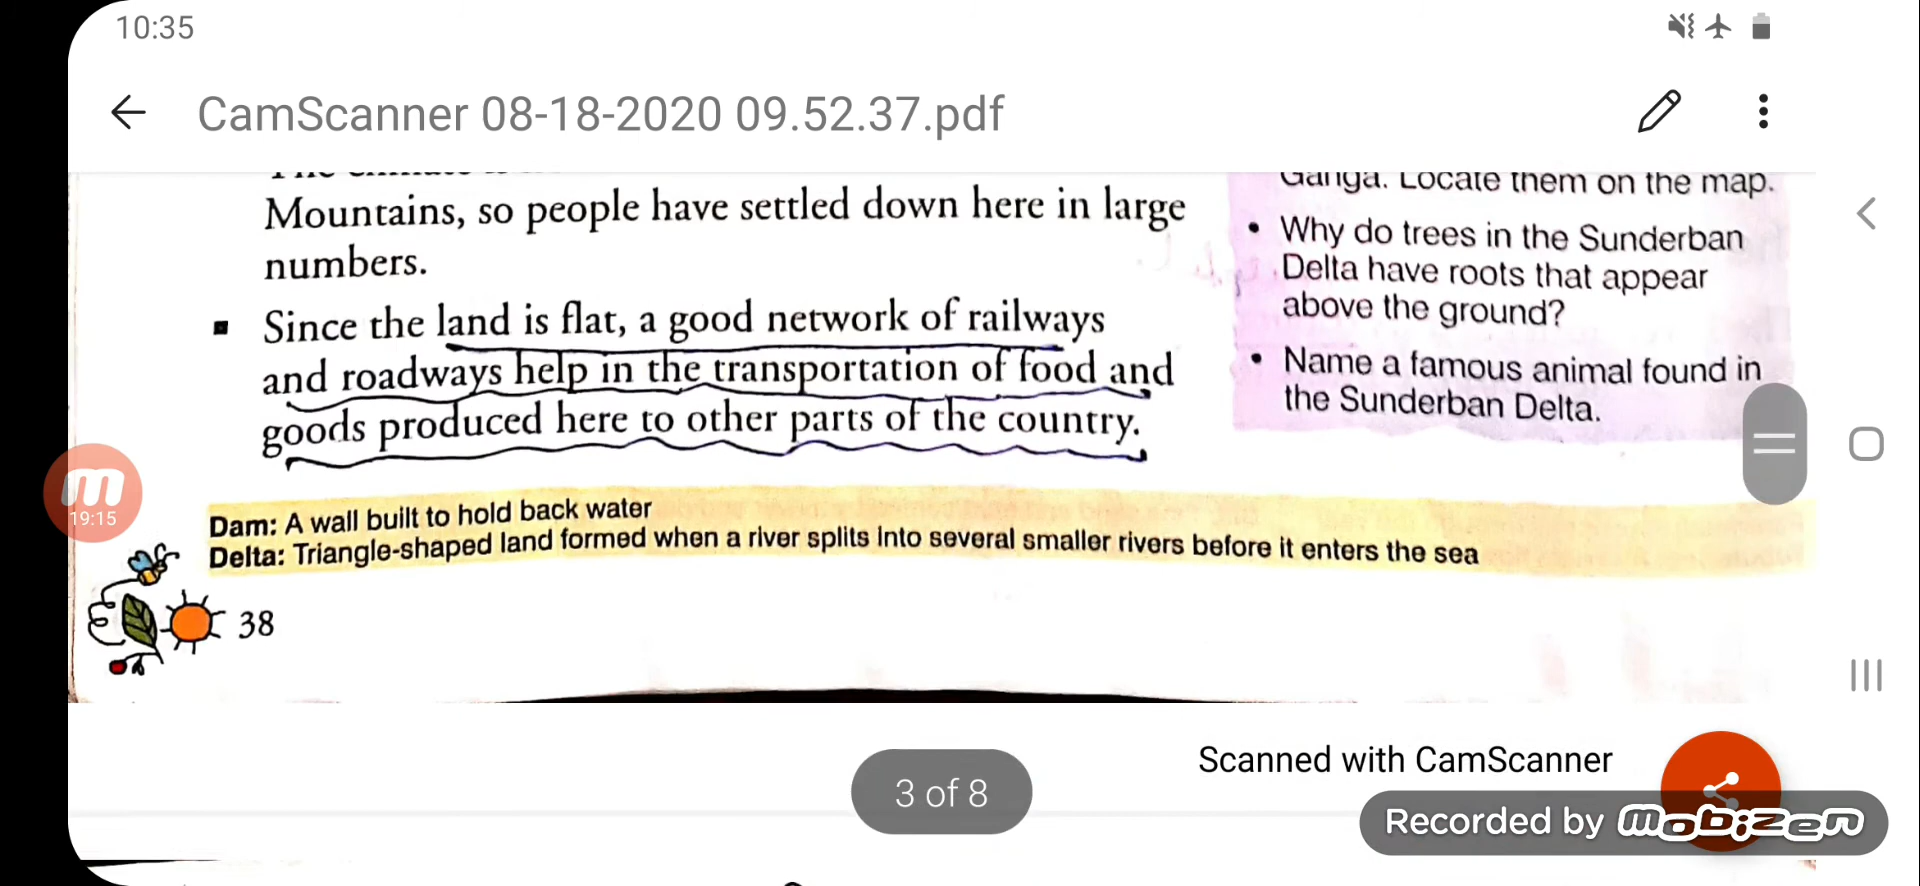 10:35
CamScanner 08-18-2020 09.52.37.pdf
Mountains, so people have settled down here in large
numbers.
▪ Since the land is flat, a good network of railways
and roadways help in the transportation of food and
goods produced here to other parts of the country.
Ganga. Locate them on the map.
• Why do trees in the Sunderban
Delta have roots that appear
above the ground?
• Name a famous animal found in
the Sunderban Delta.
19:15
Dam: A wall built to hold back water
Delta: Triangle-shaped land formed when a river splits into several smaller rivers before it enters the sea
38
3 of 8
Scanned with CamScanner
Recorded by mobizen